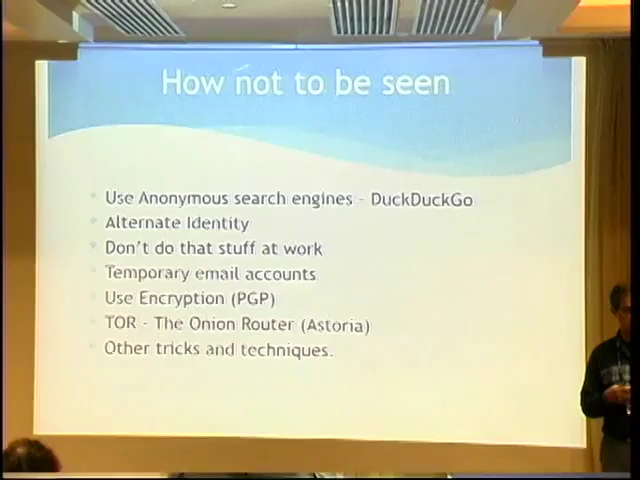 How not to be seen
Use Anonymous search engines - DuckDuckGo
Alternate Identity
Don't do that stuff at work
Temporary email accounts
Use Encryption (PGP)
TOR - The Onion Router (Astoria)
Other tricks and techniques.